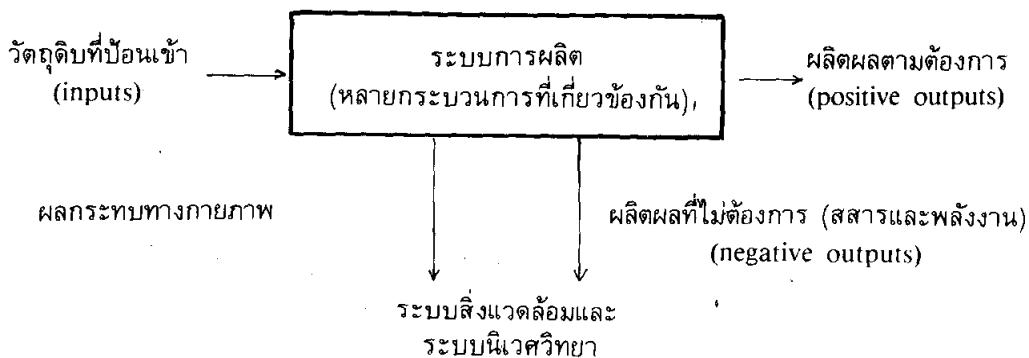 วัตถุดิบที่ป้อนเข้า
(inputs)
ระบบการผลิต
(หลายกระบวนการที่เกี่ยวข้องกัน),
ผลิตผลตามต้องการ
(positive outputs)
ผลกระทบทางกายภาพ
ผลิตผลที่ไม่ต้องการ (สสารและพลังงาน)
(negative outputs)
ระบบสิ่งแวดล้อมและ
ระบบนิเวศวิทยา